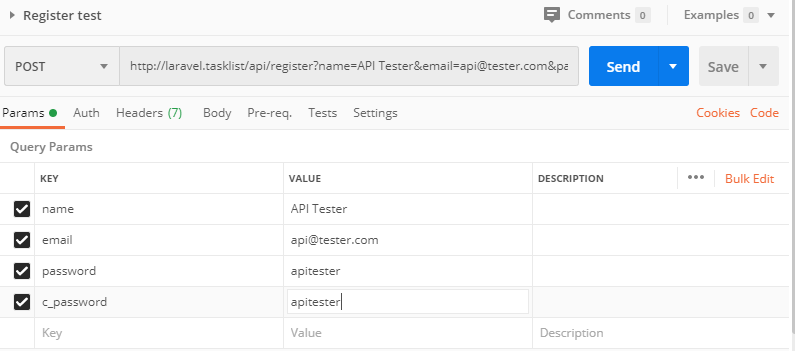 Register test Comments 0 Examples 0
POST http://laravel.tasklist/api/register?name=API Tester&email=api@tester.com&pa Send Save
Params Auth Headers (7) Body Pre-req. Tests Settings Cookies Code
Query Params
KEY VALUE DESCRIPTION ••• Bulk Edit
name API Tester
email api@tester.com
password apitester
c_password apitester
Key Value Description